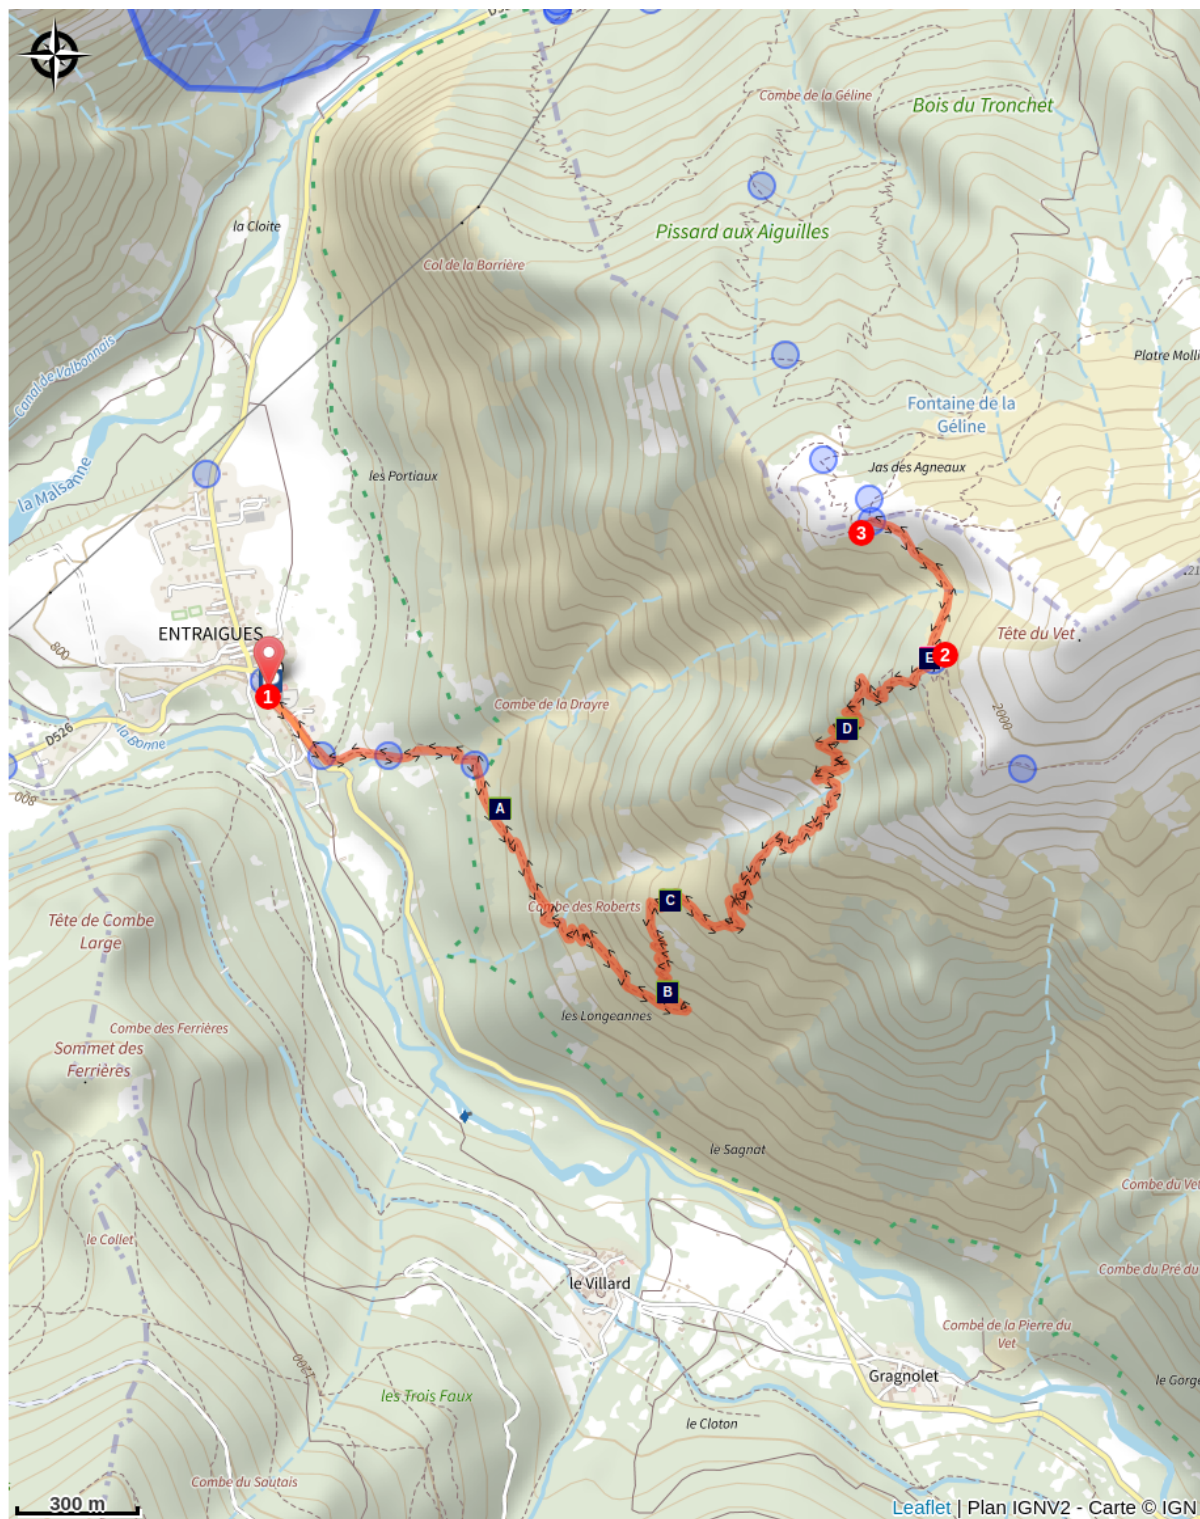 Combe de la Géline
Bois du Tronchet
la Cloite
Pissard aux Aiguilles
Col de la Barrière
Canal de Valbonnais
Platre Molli
Fontaine de la
Géline
les Portiaux
Jas des Agneaux
la Malsanne
3
ENTRAIGUES
800
Tête du Vet
E
2
1
2000
Combe de la Drayre
D526
la Bonne
D
008
A
Combe des Roberts
C
Tête de Combe
Large
B
les Longeannes
Combe des Ferrières
Sommet des
Ferrières
le Sagnat
Combe du Vet
le Collet
Combe du Pré du
le Villard
Combe de la Pierre du
Vet
1200
Gragnolet
le Gorge
les Trois Faux
le Cloton
Combe du Sautais
300 m
Leaflet | Plan IGNV2 - Carte © IGN